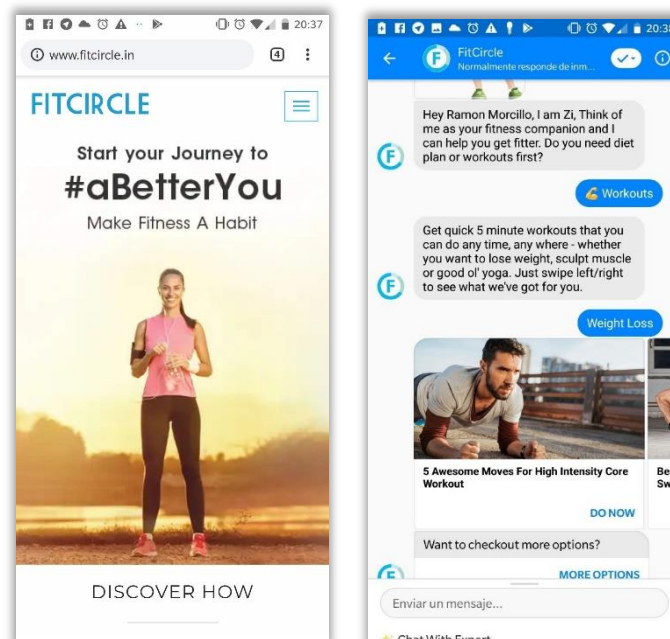 20:37
www.fitcircle.in
4
FITCIRCLE
Start your Journey to
#aBetterYou
Make Fitness A Habit
DISCOVER HOW
20:38
FitCircle
Normalmente responde de inm...
Hey Ramon Morcillo, I am Zi, Think of
me as your fitness companion and I
can help you get fitter. Do you need diet
plan or workouts first?
💪 Workouts
Get quick 5 minute workouts that you
can do any time, any where - whether
you want to lose weight, sculpt muscle
or good ol' yoga. Just swipe left/right
to see what we've got for you.
Weight Loss
5 Awesome Moves For High Intensity Core
Workout
DO NOW
Be
Sw
Want to checkout more options?
MORE OPTIONS
Enviar un mensaje...
Chat With Expert